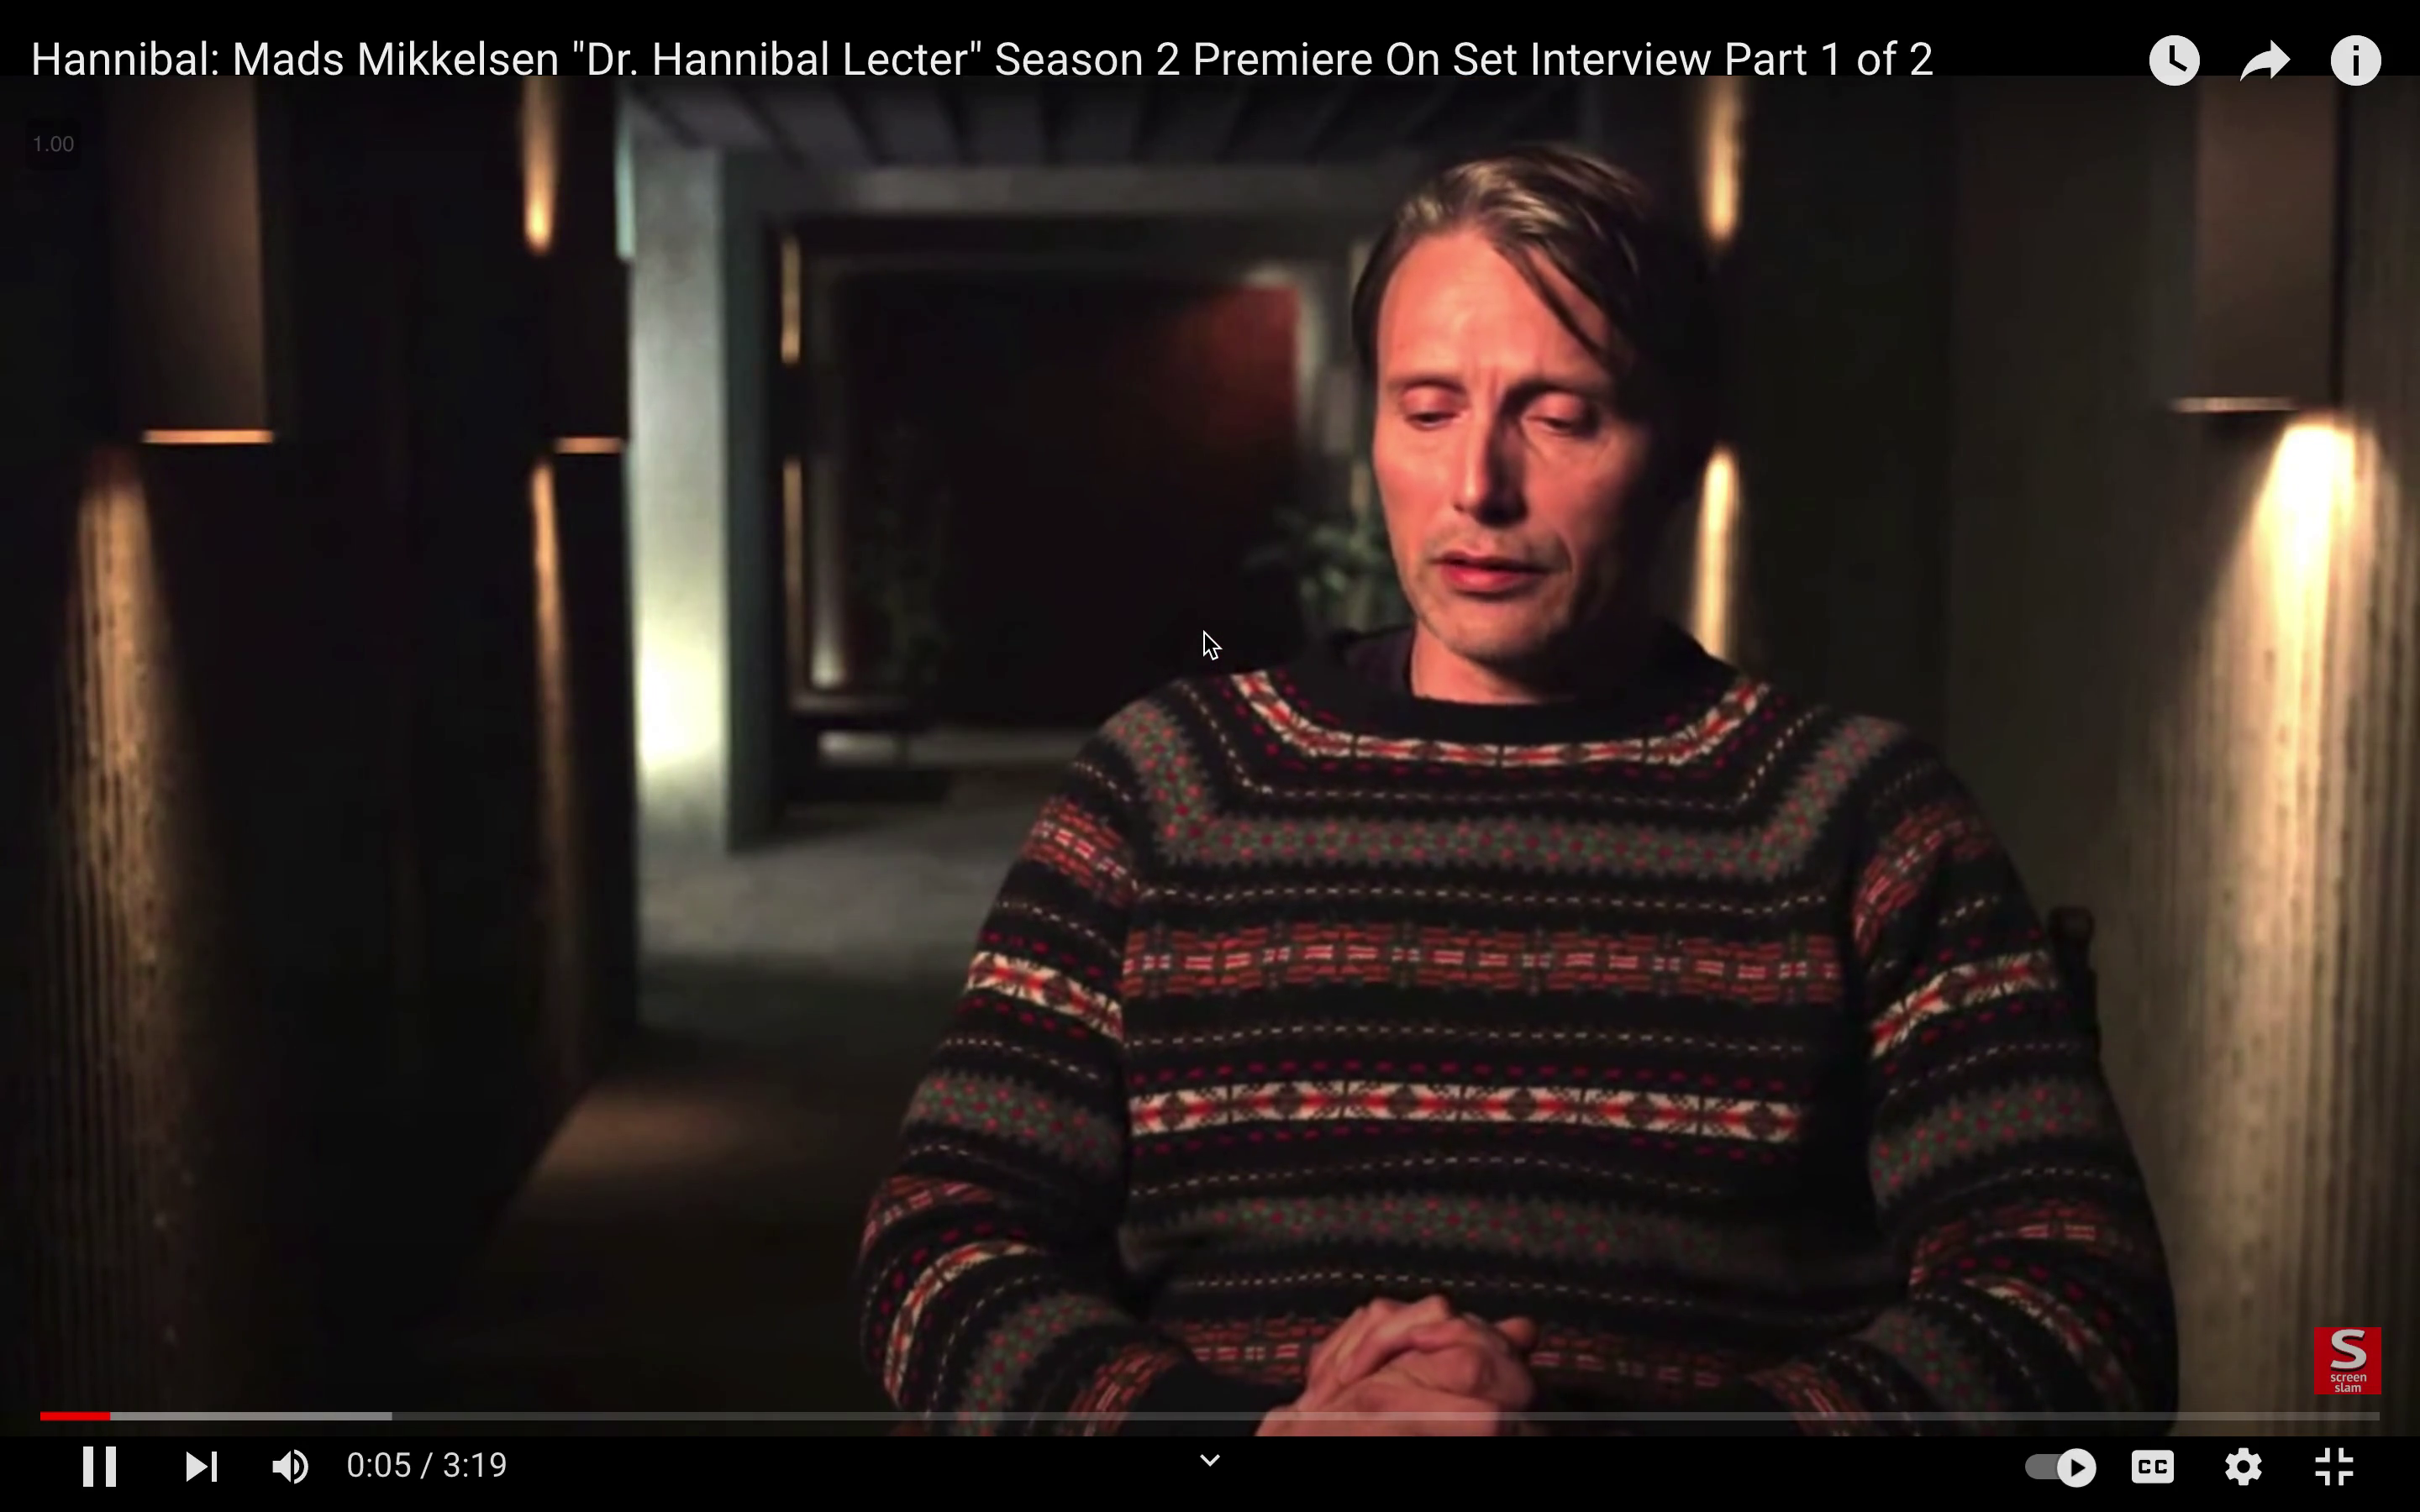 Hannibal: Mads Mikkelsen "Dr. Hannibal Lecter" Season 2 Premiere On Set Interview Part 1 of 2
1.00
S
screen
slam
0:05 / 3:19
CC